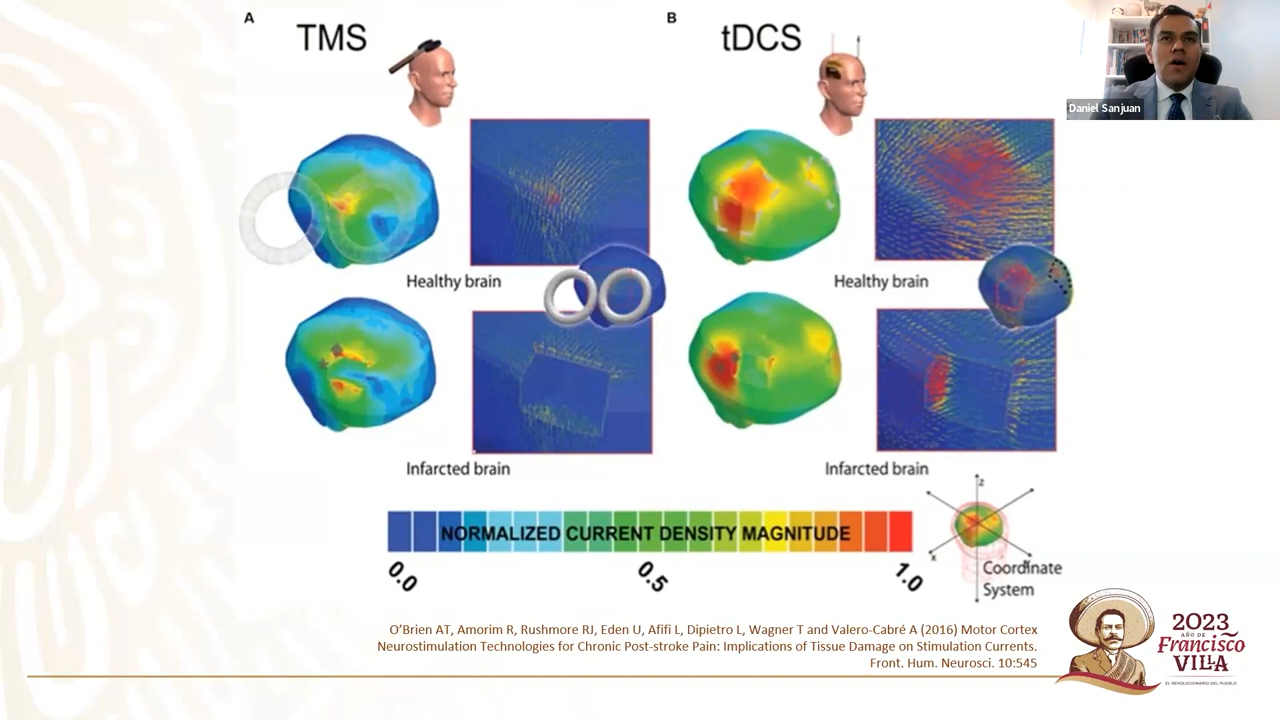 A
TMS
B
tDCS
Daniel Sanjuan
Healthy brain
Healthy brain
Infarcted brain
Infarcted brain
NORMALIZED CURRENT DENSITY MAGNITUDE
0.0
0.5
1.0
z
x
Coordinate
System
O’Brien AT, Amorim R, Rushmore RJ, Eden U, Afifi L, Dipietro L, Wagner T and Valero-Cabré A (2016) Motor Cortex
Neurostimulation Technologies for Chronic Post-stroke Pain: Implications of Tissue Damage on Stimulation Currents.
Front. Hum. Neurosci. 10:545
2023
AÑO DE
Francisco
VILLA
EL REVOLUCIONARIO DEL PUEBLO